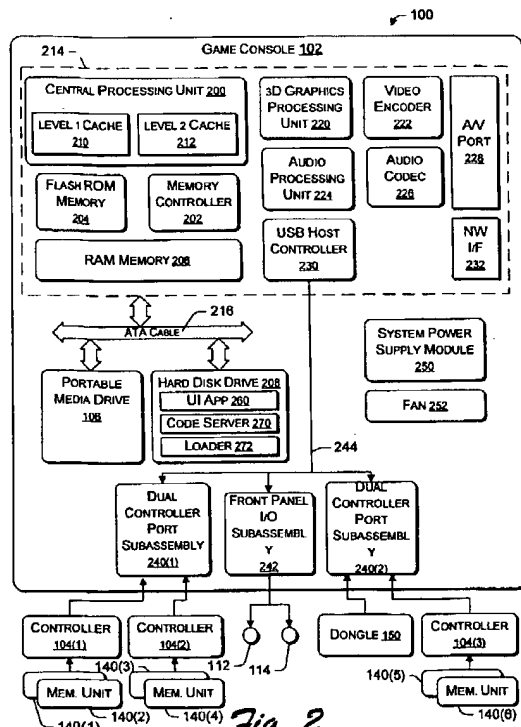 100
214
GAME CONSOLE 102
CENTRAL PROCESSING UNIT 200
LEVEL 1 CACHE
210
LEVEL 2 CACHE
212
3D GRAPHICS
PROCESSING
UNIT 220
VIDEO
ENCODER
222
A/V
PORT
228
FLASH ROM
MEMORY
204
MEMORY
CONTROLLER
202
AUDIO
PROCESSING
UNIT 224
AUDIO
CODEC
226
RAM MEMORY 206
USB HOST
CONTROLLER
230
NW
I/F
232
216
ATA CABLE
PORTABLE
MEDIA DRIVE
106
HARD DISK DRIVE 208
UI APP 260
CODE SERVER 270
LOADER 272
SYSTEM POWER
SUPPLY MODULE
250
FAN 252
244
DUAL
CONTROLLER
PORT
SUBASSEMBLY
240(1)
FRONT PANEL
I/O
SUBASSEMBL
Y
242
DUAL
CONTROLLER
PORT
SUBASSEMBL
Y
240(2)
CONTROLLER
104(1)
CONTROLLER
104(2)
112
114
DONGLE 150
CONTROLLER
104(3)
140(3)
140(5)
MEM. UNIT
MEM. UNIT
MEM. UNIT
140(1)
140(2)
140(4)
140(6)
Fig. 2